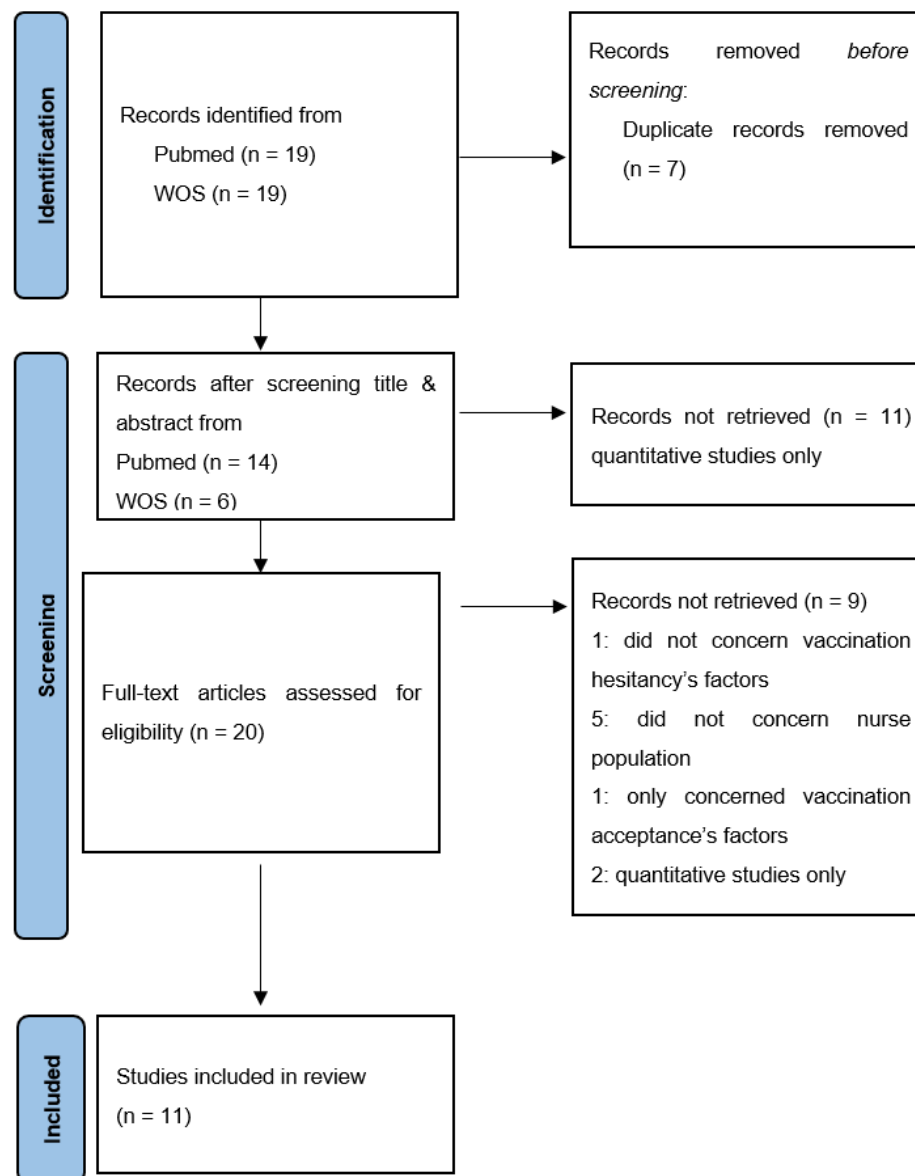 Identification
Records identified from
Pubmed (n = 19)
WOS (n = 19)
Records removed before
screening:
Duplicate records removed
(n = 7)
Screening
Records after screening title &
abstract from
Pubmed (n = 14)
WOS (n = 6)
Records not retrieved (n = 11)
quantitative studies only
Full-text articles assessed for
eligibility (n = 20)
Records not retrieved (n = 9)
1: did not concern vaccination
hesitancy's factors
5: did not concern nurse
population
1: only concerned vaccination
acceptance's factors
2: quantitative studies only
Included
Studies included in review
(n = 11)